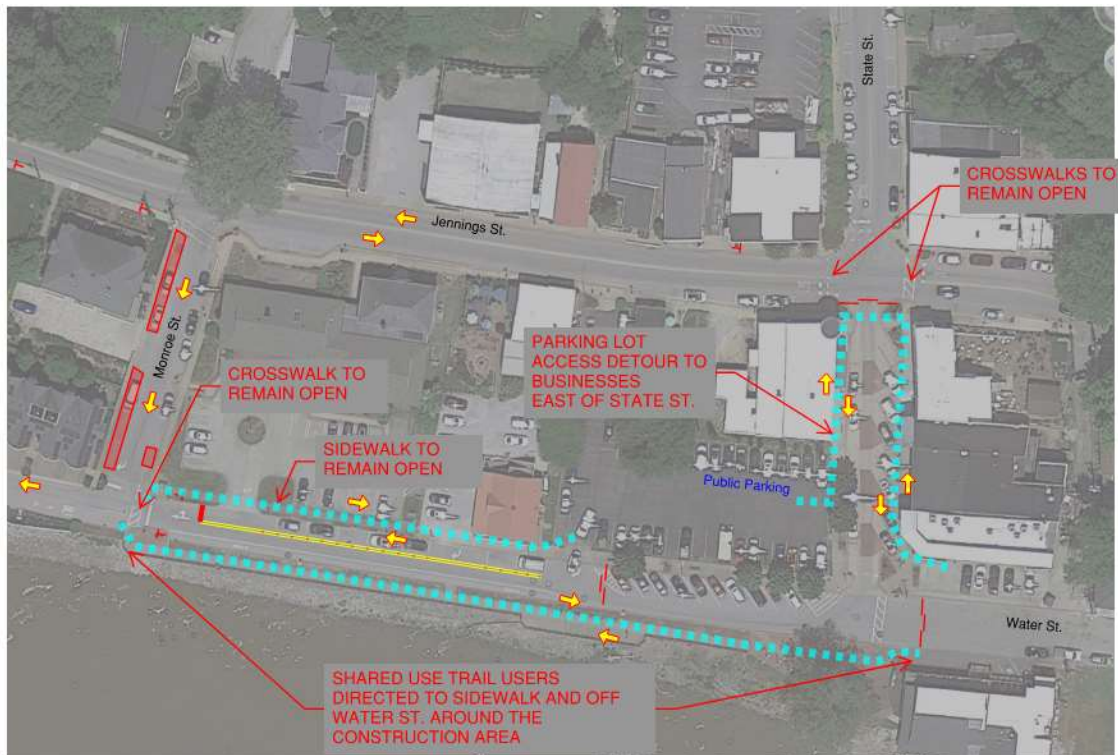 State St.
CROSSWALKS TO
REMAIN OPEN
Jennings St.
Monroe St.
PARKING LOT
ACCESS DETOUR TO
BUSINESSES
EAST OF STATE ST.
CROSSWALK TO
REMAIN OPEN
SIDEWALK TO
REMAIN OPEN
Public Parking
Water St.
SHARED USE TRAIL USERS
DIRECTED TO SIDEWALK AND OFF
WATER ST. AROUND THE
CONSTRUCTION AREA